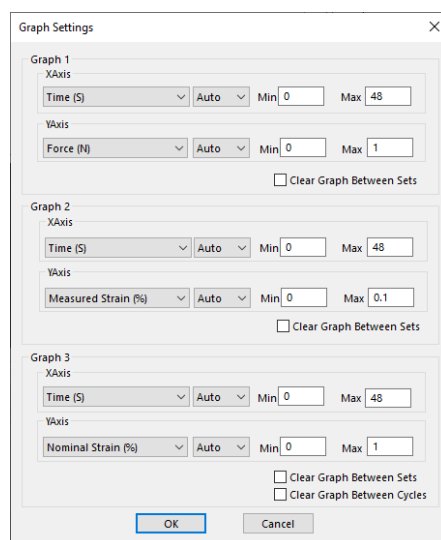 Graph Settings
Graph 1
XAxis
Time (S) Auto Min 0 Max 48
YAxis
Force (N) Auto Min 0 Max 1
Clear Graph Between Sets
Graph 2
XAxis
Time (S) Auto Min 0 Max 48
YAxis
Measured Strain (%) Auto Min 0 Max 0.1
Clear Graph Between Sets
Graph 3
XAxis
Time (S) Auto Min 0 Max 48
YAxis
Nominal Strain (%) Auto Min 0 Max 1
Clear Graph Between Sets
Clear Graph Between Cycles
OK Cancel